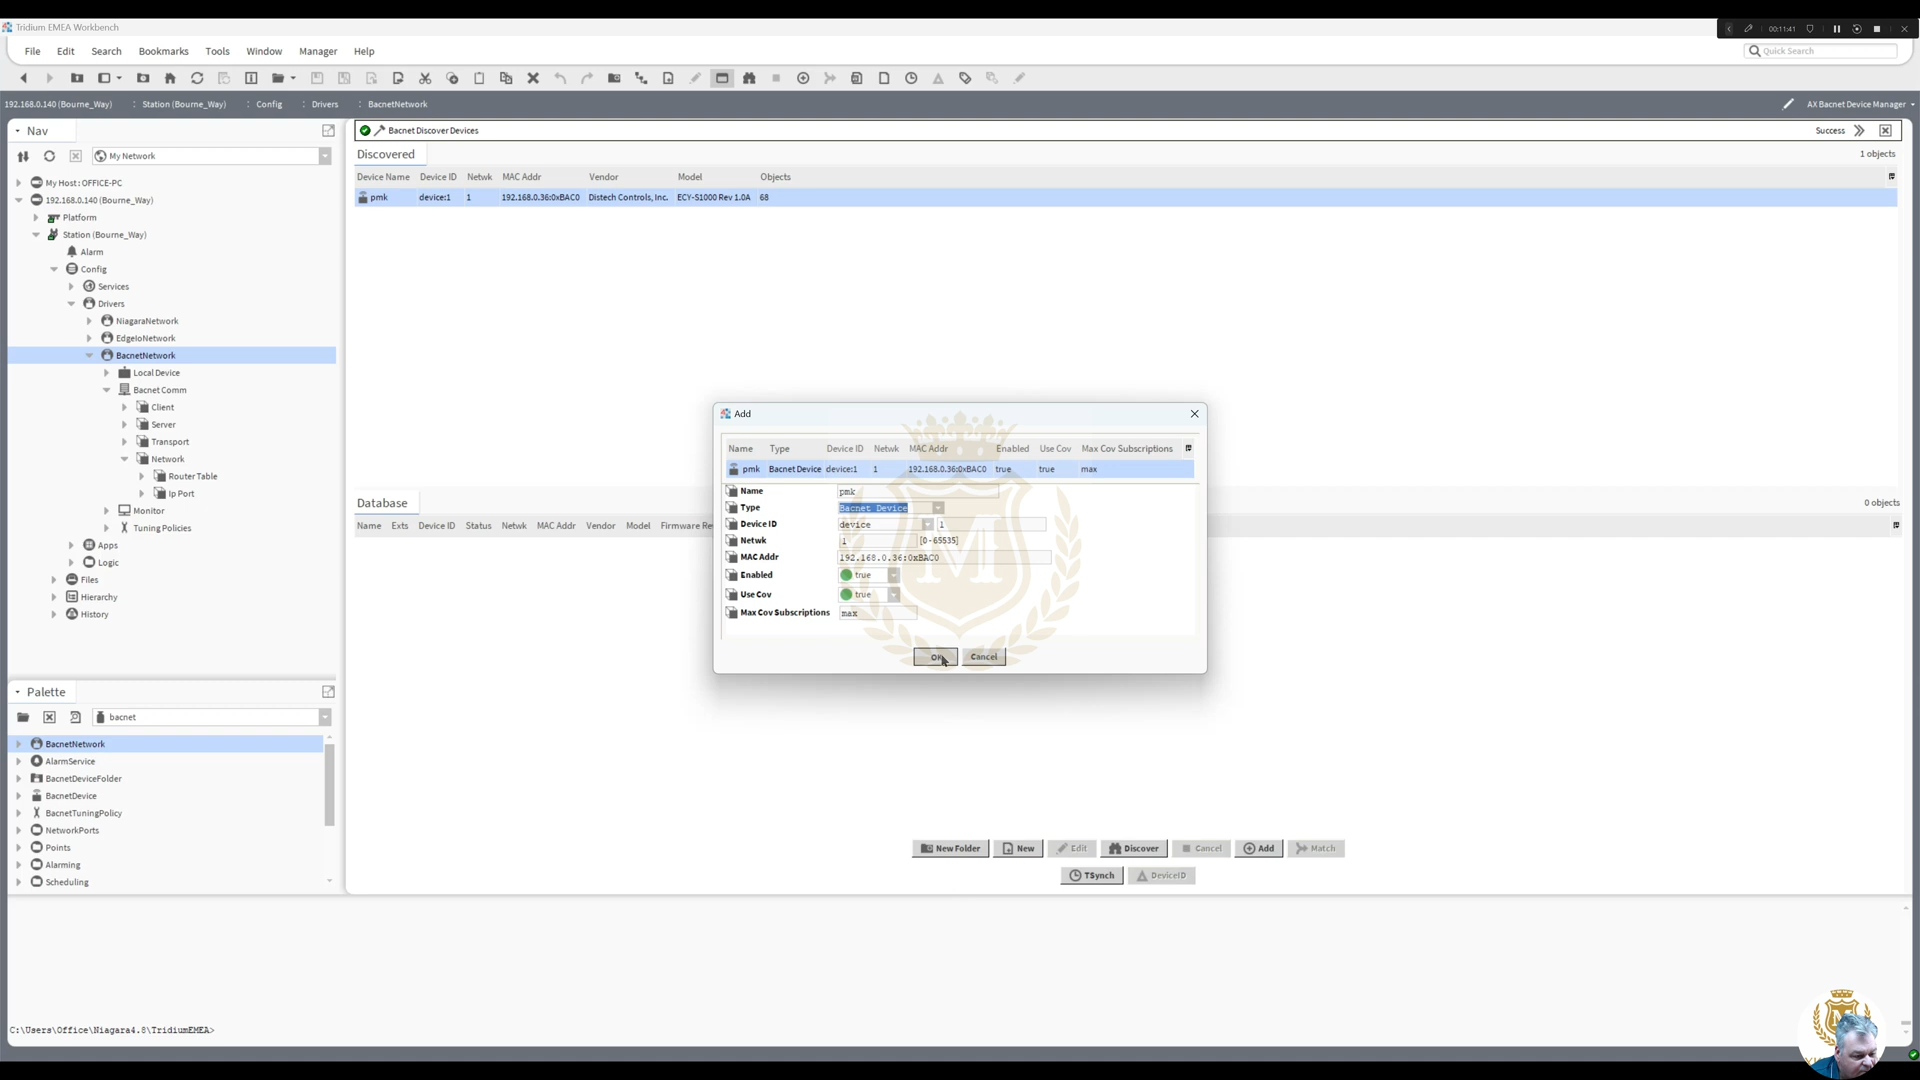 Tridium EMEA Workbench
00:11:41
File Edit Search Bookmarks Tools Window Manager Help
Quick Search
192.168.0.140 (Bourne_Way) : Station (Bourne_Way) : Config : Drivers : BacnetNetwork
AX Bacnet Device Manager
Nav
My Network
My Host : OFFICE-PC
192.168.0.140 (Bourne_Way)
Platform
Station (Bourne_Way)
Alarm
Config
Services
Drivers
NiagaraNetwork
EdgeIoNetwork
BacnetNetwork
Local Device
Bacnet Comm
Client
Server
Transport
Network
Router Table
Ip Port
Monitor
Tuning Policies
Apps
Logic
Files
Hierarchy
History
Palette
bacnet
BacnetNetwork
AlarmService
BacnetDeviceFolder
BacnetDevice
BacnetTuningPolicy
NetworkPorts
Points
Alarming
Scheduling
Bacnet Discover Devices
Success
Discovered
1 objects
Device Name Device ID Netwk MAC Addr Vendor Model Objects
pmk device:1 1 192.168.0.36:0xBAC0 Distech Controls, Inc. ECY-S1000 Rev 1.0A 68
Database
0 objects
Name Exts Device ID Status Netwk MAC Addr Vendor Model Firmware Re
Add
Name Type Device ID Netwk MAC Addr Enabled Use Cov Max Cov Subscriptions
pmk Bacnet Device device:1 1 192.168.0.36:0xBAC0 true true max
Name pmk
Type Bacnet Device
Device ID device 1
Netwk 1 [0-65535]
MAC Addr 192.168.0.36:0xBAC0
Enabled true
Use Cov true
Max Cov Subscriptions max
OK Cancel
M
New Folder New Edit Discover Cancel Add Match
TSynch DeviceID
C:\Users\Office\Niagara4.8\TridiumEMEA>